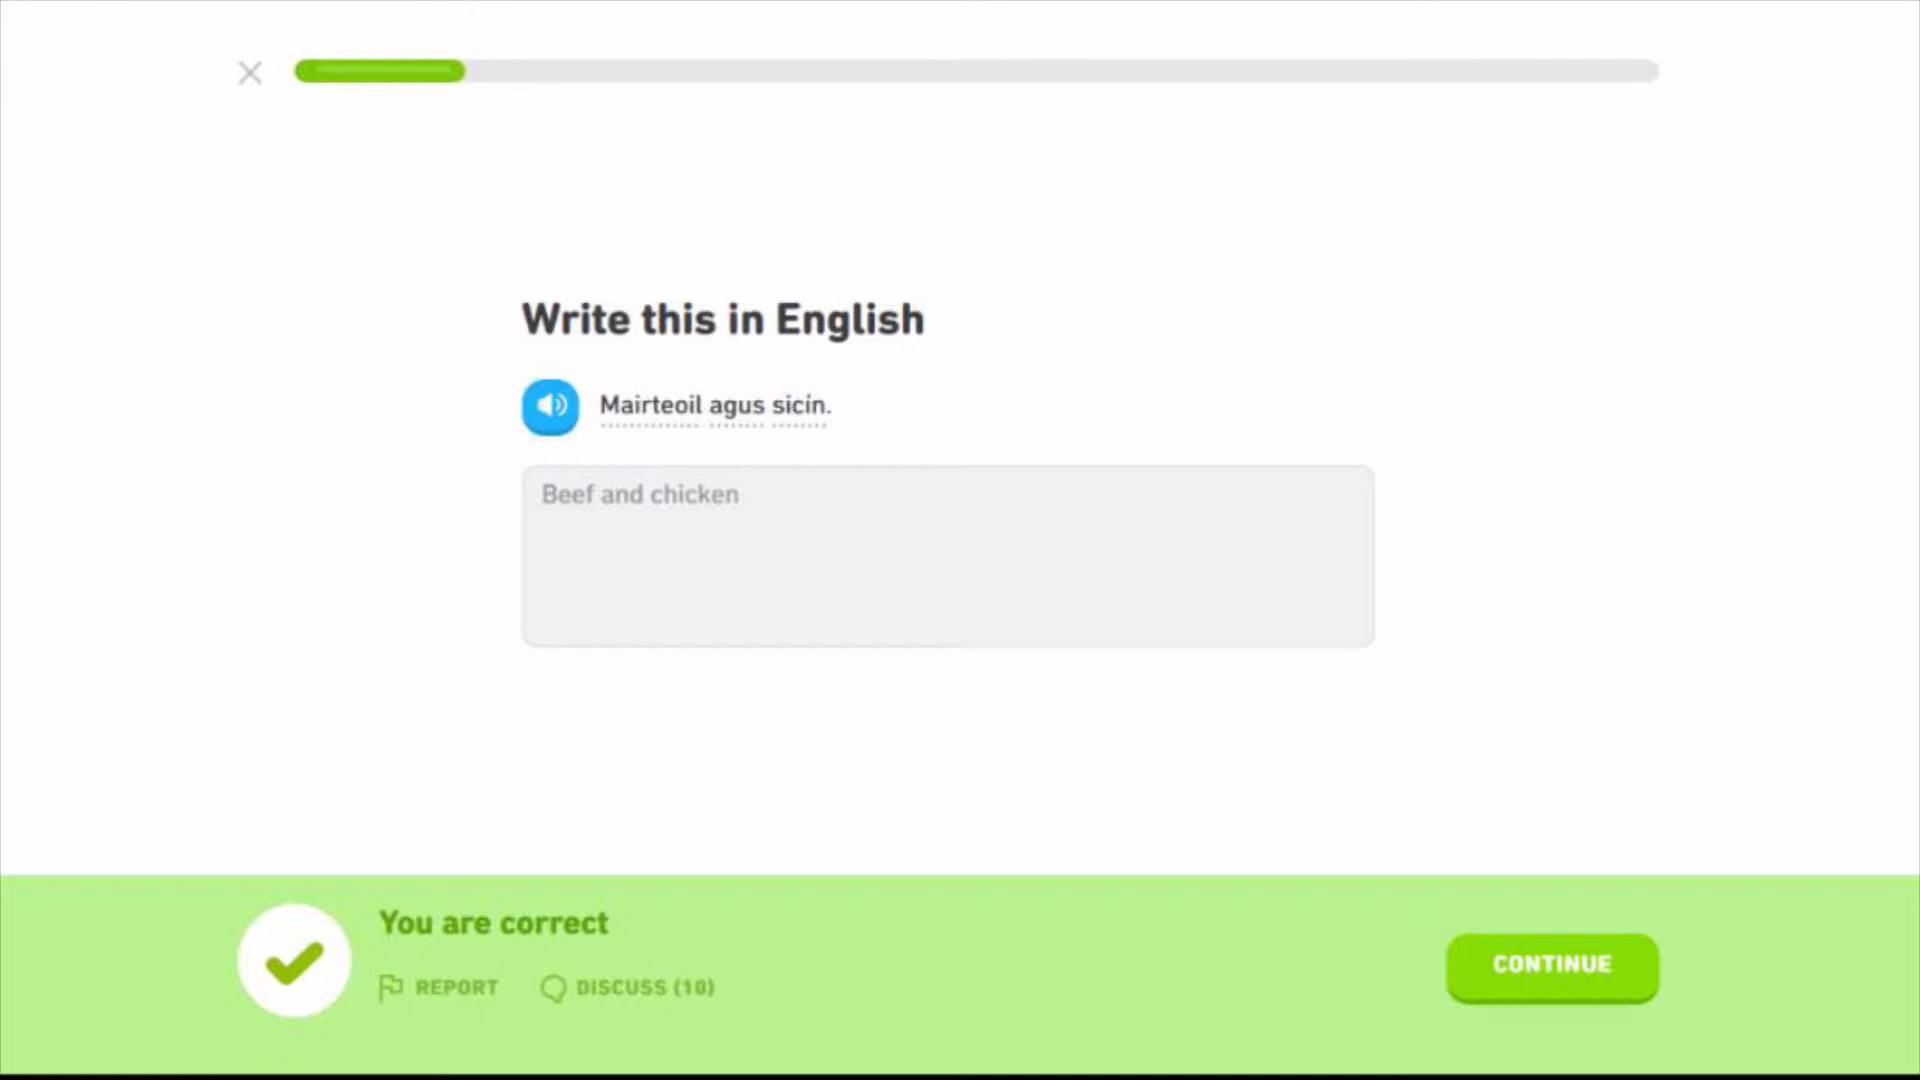 Write this in English
Mairteoil agus sicín.
Beef and chicken
You are correct
REPORT
DISCUSS (10)
CONTINUE